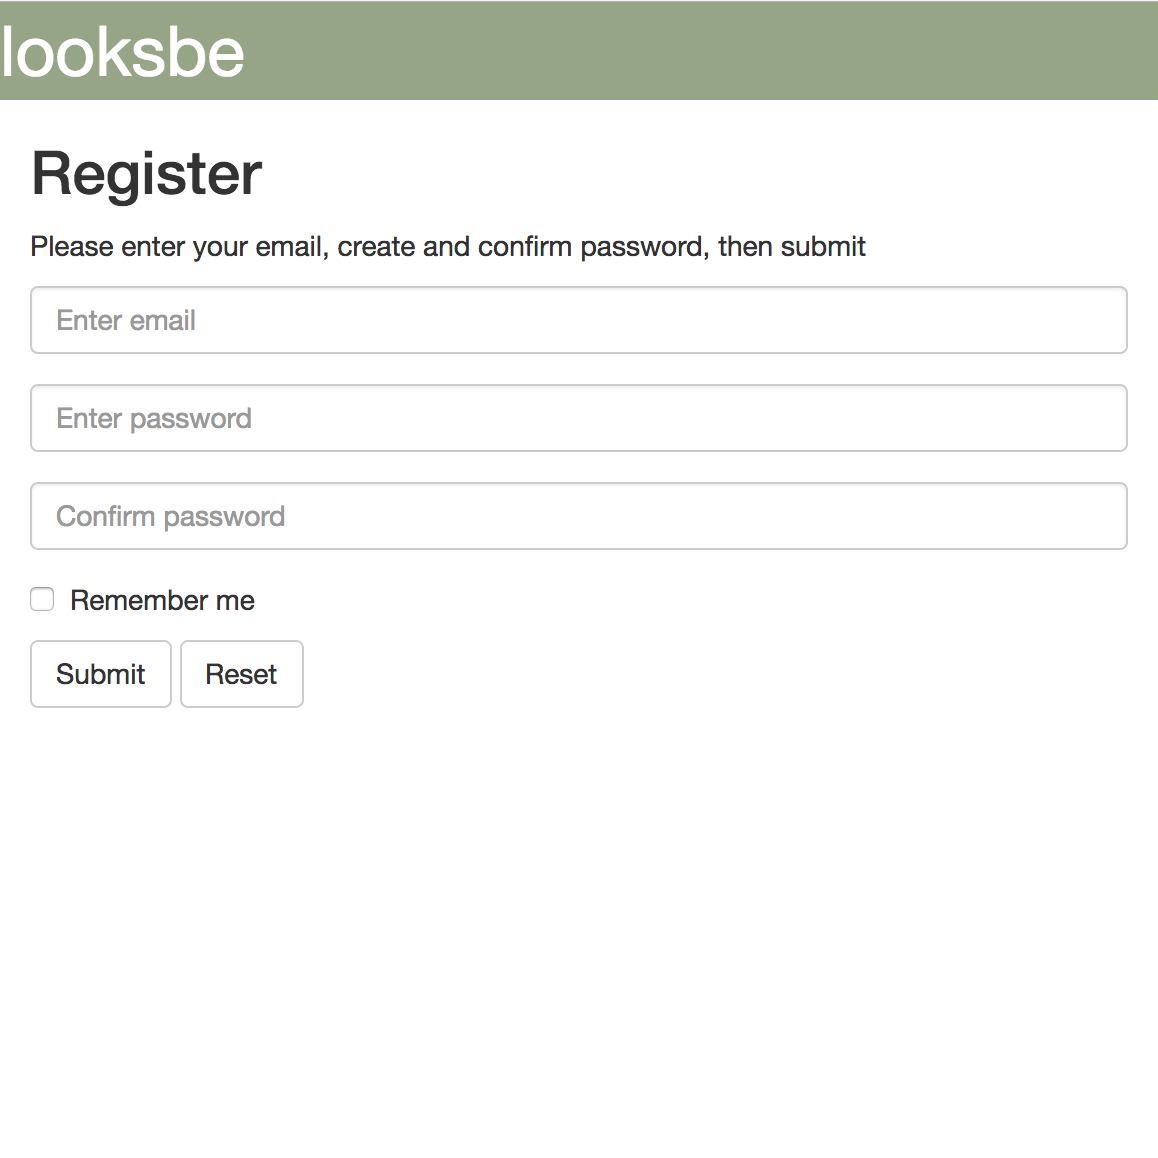 looksbe
Register
Please enter your email, create and confirm password, then submit
Enter email
Enter password
Confirm password
Remember me
Submit Reset